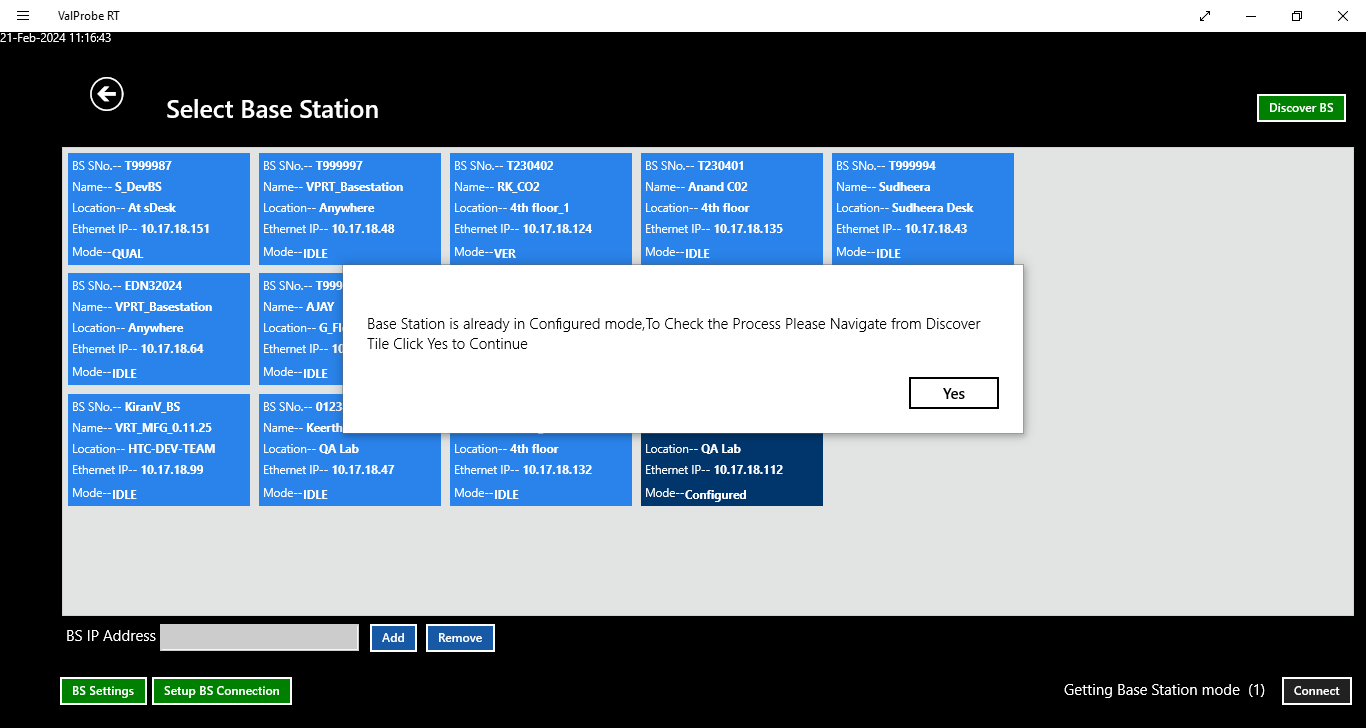 ValProbe RT
21-Feb-2024 11:16:43
Select Base Station
Discover BS
BS SNo.-- T999987
Name-- S_DevBS
Location-- At sDesk
Ethernet IP-- 10.17.18.151
Mode--QUAL
BS SNo.-- T999997
Name-- VPRT_Basestation
Location-- Anywhere
Ethernet IP-- 10.17.18.48
Mode--IDLE
BS SNo.-- T230402
Name-- RK_CO2
Location-- 4th floor_1
Ethernet IP-- 10.17.18.124
Mode--VER
BS SNo.-- T230401
Name-- Anand C02
Location-- 4th floor
Ethernet IP-- 10.17.18.135
Mode--IDLE
BS SNo.-- T999994
Name-- Sudheera
Location-- Sudheera Desk
Ethernet IP-- 10.17.18.43
Mode--IDLE
BS SNo.-- EDN32024
Name-- VPRT_Basestation
Location-- Anywhere
Ethernet IP-- 10.17.18.64
Mode--IDLE
BS SNo.-- T999
Name-- AJAY
Location-- G_Fl
Ethernet IP-- 10
Mode--IDLE
Base Station is already in Configured mode,To Check the Process Please Navigate from Discover
Tile Click Yes to Continue
Yes
BS SNo.-- KiranV_BS
Name-- VRT_MFG_0.11.25
Location-- HTC-DEV-TEAM
Ethernet IP-- 10.17.18.99
Mode--IDLE
BS SNo.-- 0123
Name-- Keerth
Location-- QA Lab
Ethernet IP-- 10.17.18.47
Mode--IDLE
Location-- 4th floor
Ethernet IP-- 10.17.18.132
Mode--IDLE
Location-- QA Lab
Ethernet IP-- 10.17.18.112
Mode--Configured
BS IP Address
Add
Remove
BS Settings
Setup BS Connection
Getting Base Station mode (1)
Connect